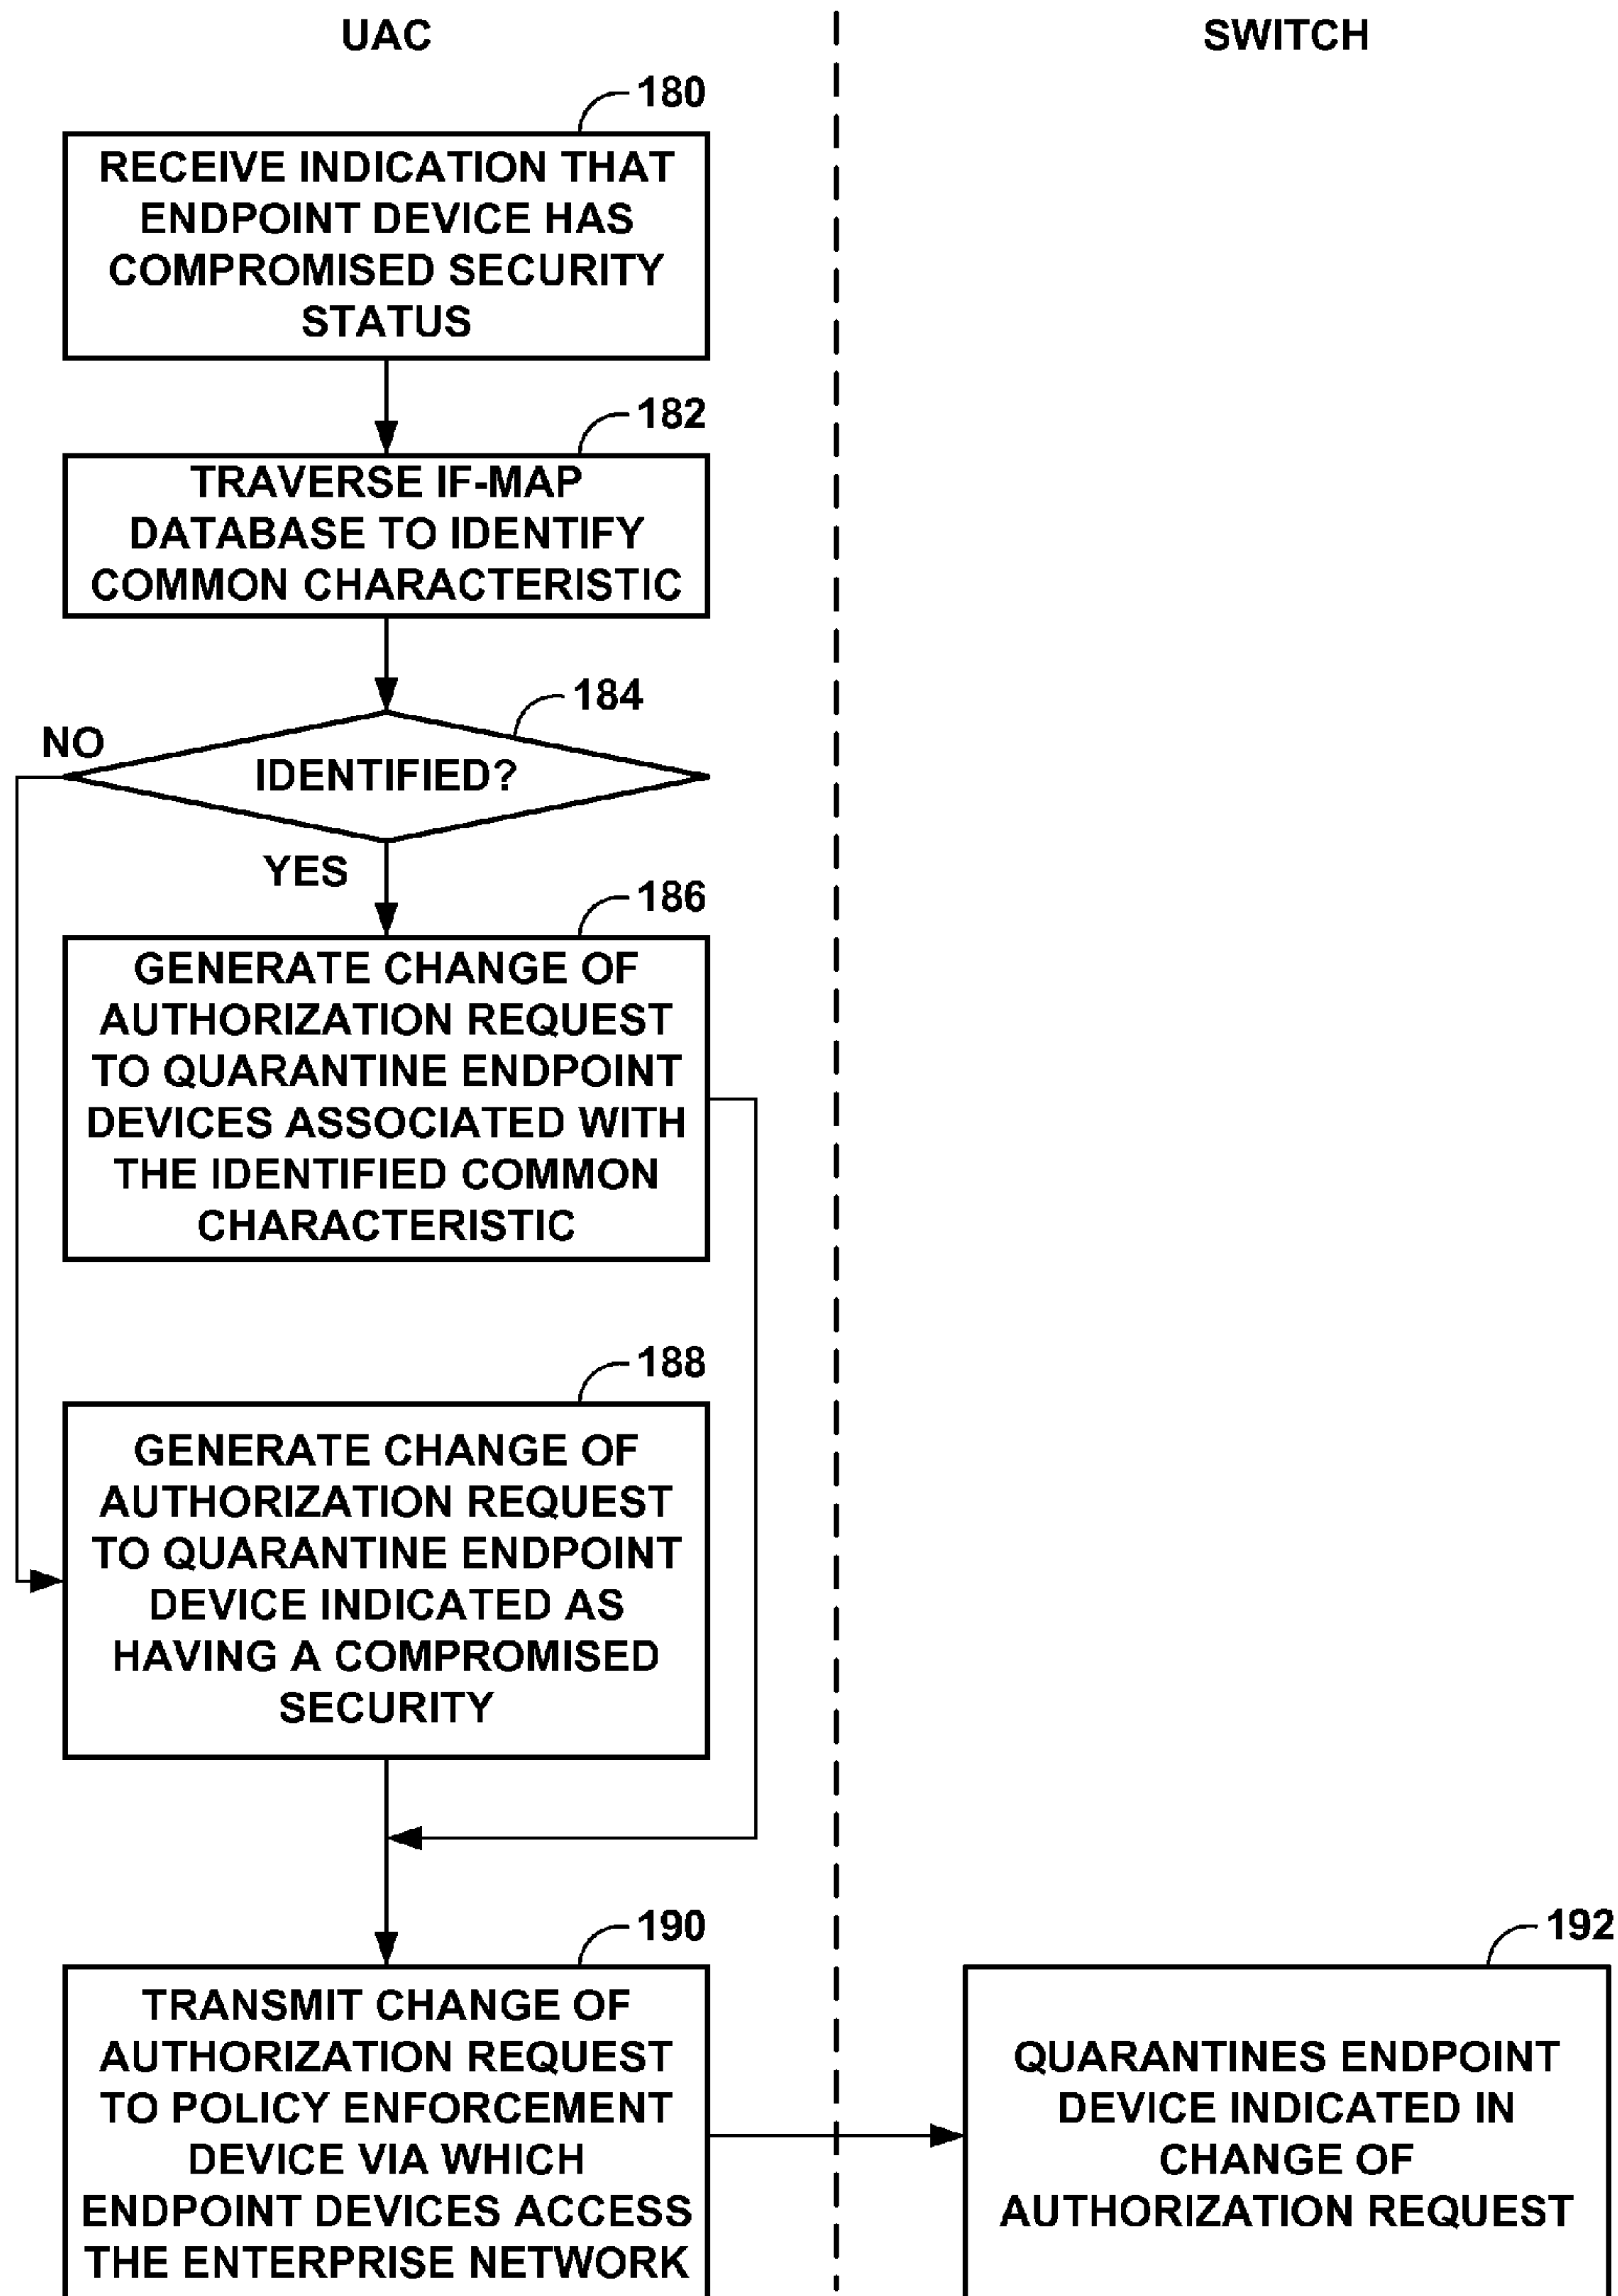 UAC
SWITCH
180
RECEIVE INDICATION THAT
ENDPOINT DEVICE HAS
COMPROMISED SECURITY
STATUS
182
TRAVERSE IF-MAP
DATABASE TO IDENTIFY
COMMON CHARACTERISTIC
184
NO
IDENTIFIED?
YES
186
GENERATE CHANGE OF
AUTHORIZATION REQUEST
TO QUARANTINE ENDPOINT
DEVICES ASSOCIATED WITH
THE IDENTIFIED COMMON
CHARACTERISTIC
188
GENERATE CHANGE OF
AUTHORIZATION REQUEST
TO QUARANTINE ENDPOINT
DEVICE INDICATED AS
HAVING A COMPROMISED
SECURITY
190
TRANSMIT CHANGE OF
AUTHORIZATION REQUEST
TO POLICY ENFORCEMENT
DEVICE VIA WHICH
ENDPOINT DEVICES ACCESS
THE ENTERPRISE NETWORK
192
QUARANTINES ENDPOINT
DEVICE INDICATED IN
CHANGE OF
AUTHORIZATION REQUEST